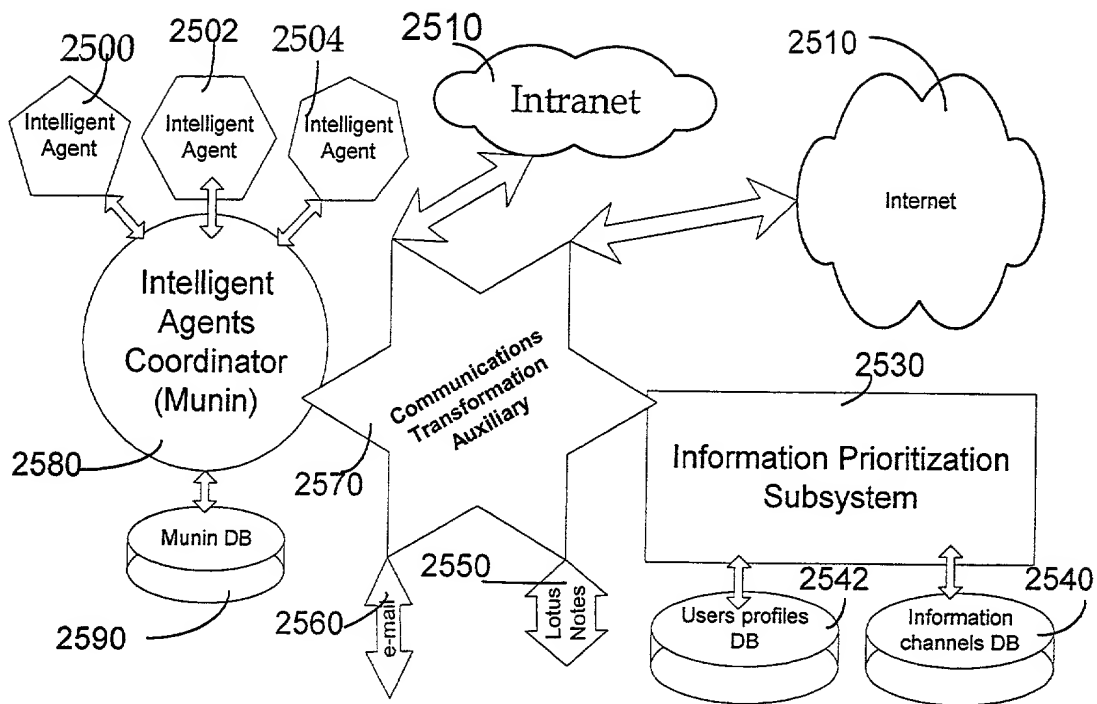 2500
2502
2504
2510
2510
Intelligent
Agent
Intelligent
Agent
Intelligent
Agent
Intranet
Internet
Intelligent
Agents
Coordinator
(Munin)
Communications
Transformation
Auxiliary
2530
Information Prioritization
Subsystem
2580
2570
Munin DB
2590
2560
e-mail
2550
Lotus
Notes
2542
Users profiles
DB
2540
Information
channels DB